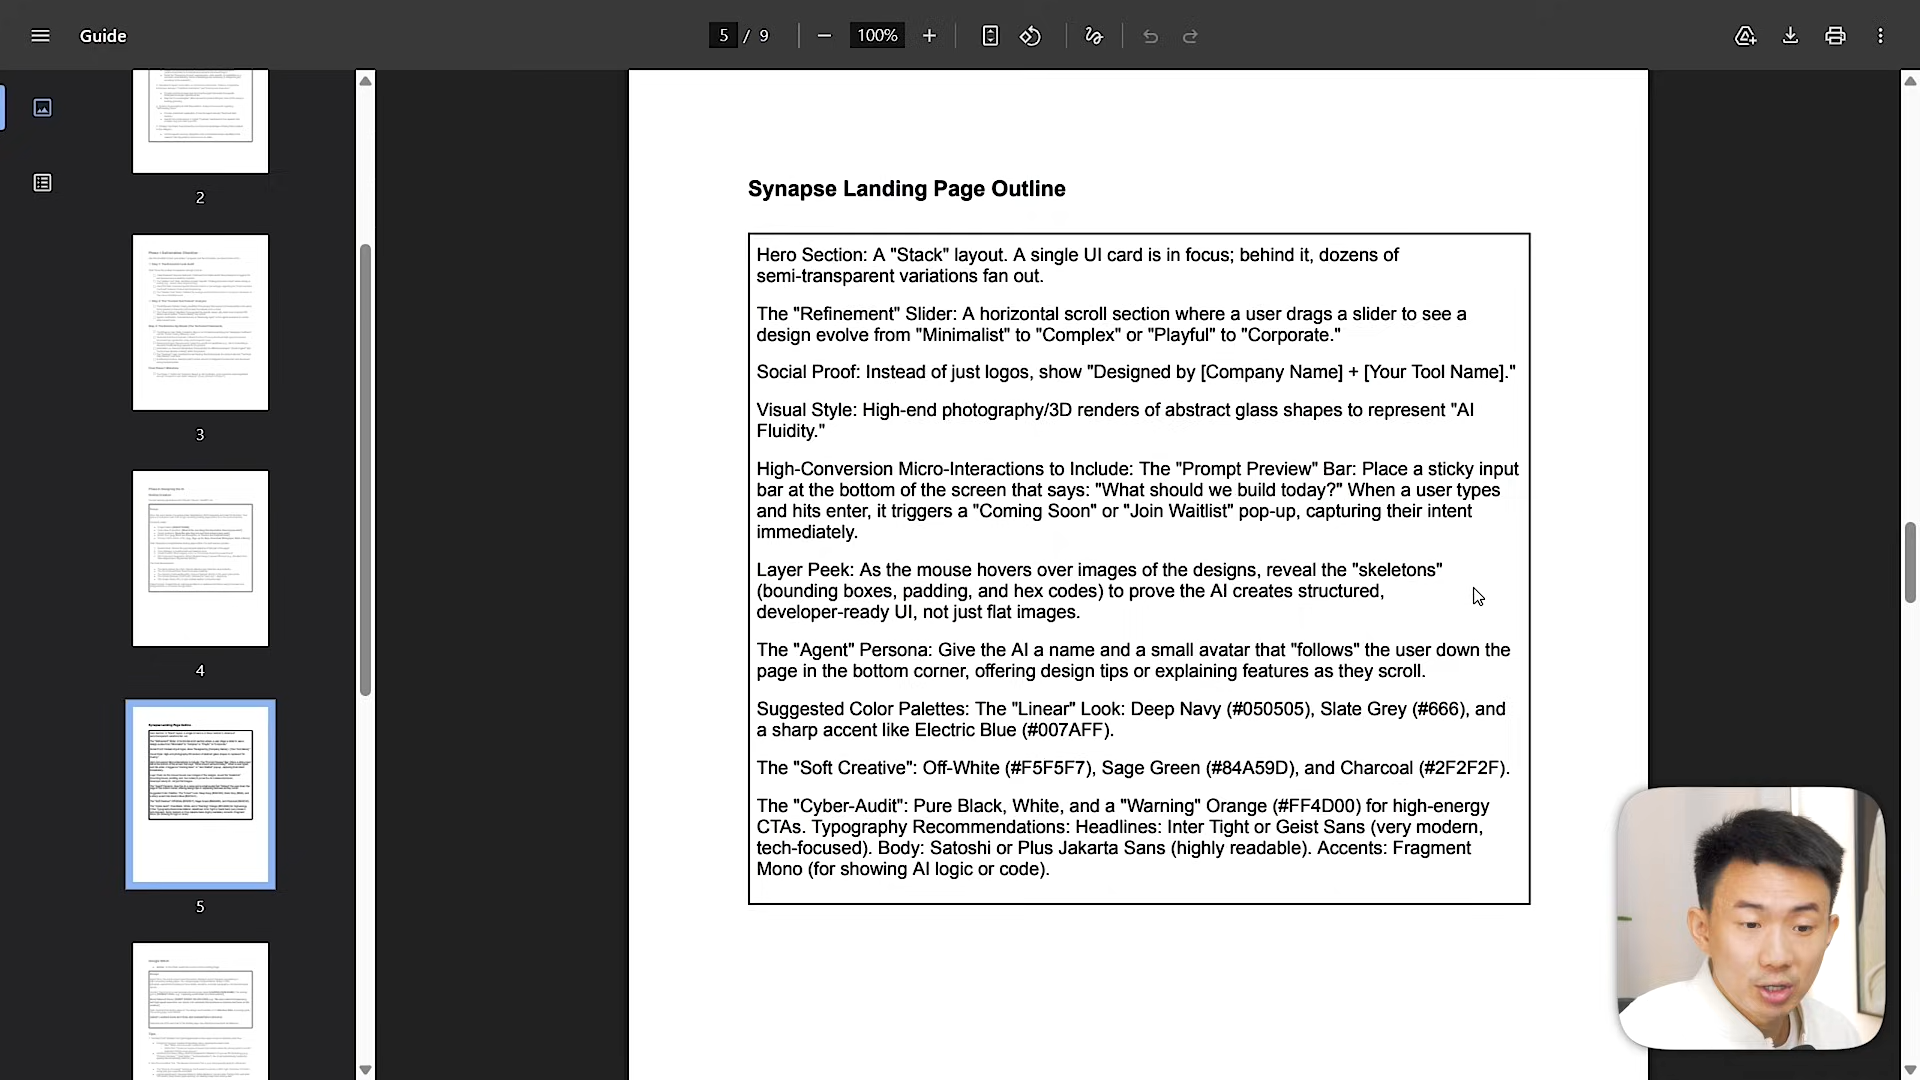 Guide
5 / 9
100%
2
3
4
5
Synapse Landing Page Outline
Hero Section: A "Stack" layout. A single UI card is in focus; behind it, dozens of
semi-transparent variations fan out.
The "Refinement" Slider: A horizontal scroll section where a user drags a slider to see a
design evolve from "Minimalist" to "Complex" or "Playful" to "Corporate."
Social Proof: Instead of just logos, show "Designed by [Company Name] + [Your Tool Name]."
Visual Style: High-end photography/3D renders of abstract glass shapes to represent "AI
Fluidity."
High-Conversion Micro-Interactions to Include: The "Prompt Preview" Bar: Place a sticky input
bar at the bottom of the screen that says: "What should we build today?" When a user types
and hits enter, it triggers a "Coming Soon" or "Join Waitlist" pop-up, capturing their intent
immediately.
Layer Peek: As the mouse hovers over images of the designs, reveal the "skeletons"
(bounding boxes, padding, and hex codes) to prove the AI creates structured,
developer-ready UI, not just flat images.
The "Agent" Persona: Give the AI a name and a small avatar that "follows" the user down the
page in the bottom corner, offering design tips or explaining features as they scroll.
Suggested Color Palettes: The "Linear" Look: Deep Navy (#050505), Slate Grey (#666), and
a sharp accent like Electric Blue (#007AFF).
The "Soft Creative": Off-White (#F5F5F7), Sage Green (#84A59D), and Charcoal (#2F2F2F).
The "Cyber-Audit": Pure Black, White, and a "Warning" Orange (#FF4D00) for high-energy
CTAs. Typography Recommendations: Headlines: Inter Tight or Geist Sans (very modern,
tech-focused). Body: Satoshi or Plus Jakarta Sans (highly readable). Accents: Fragment
Mono (for showing AI logic or code).